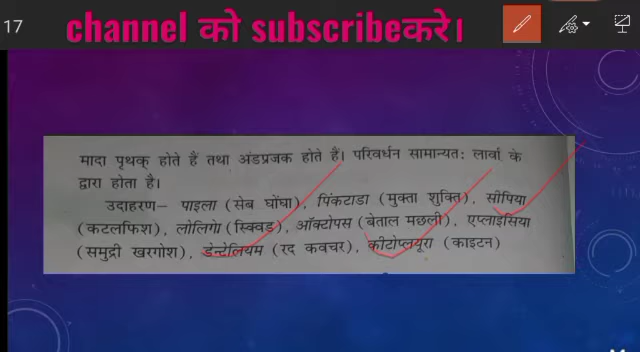 17
channel को subscribeकरे।
मादा पृथक् होते हैं तथा अंडप्रजक होते हैं। परिवर्धन सामान्यत: लार्वा के
द्वारा होता है।
उदाहरण– पाइला (सेब घोंघा), पिंकटाडा (मुक्ता शुक्ति), सीपिया
(कटलफिश), लोलिगो (स्क्विड), ऑक्टोपस (बेताल मछली), एप्लाइसिया
(समुद्री खरगोश), डेन्टेलियम (रद कवचर), कीटोप्लयूरा (काइटन)